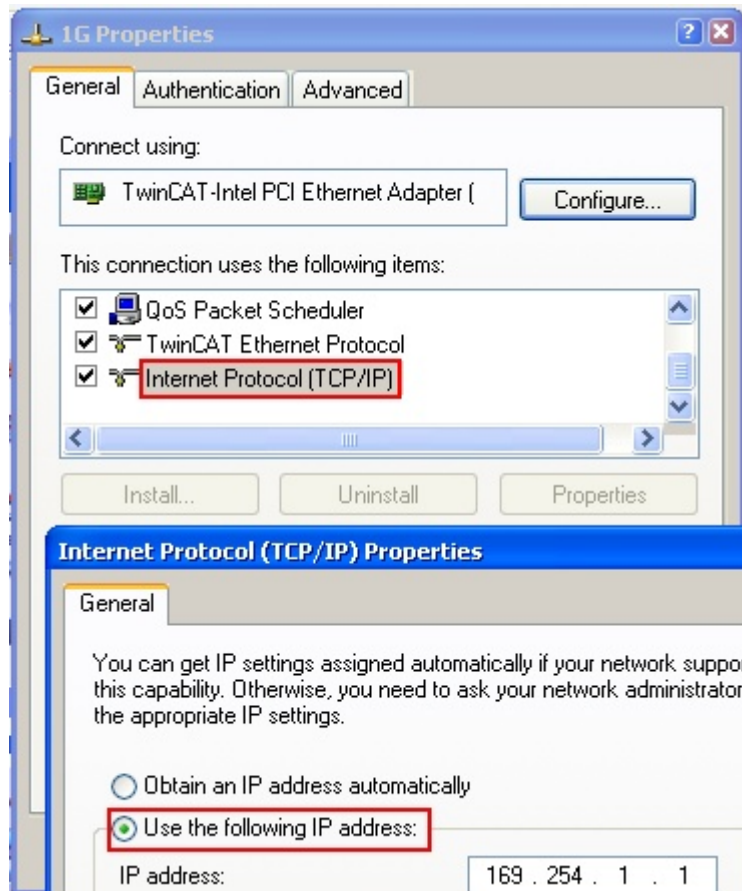 1G Properties
General Authentication Advanced
Connect using:
TwinCAT-Intel PCI Ethernet Adapter (
Configure...
This connection uses the following items:
QoS Packet Scheduler
TwinCAT Ethernet Protocol
Internet Protocol (TCP/IP)
Install... Uninstall Properties
Internet Protocol (TCP/IP) Properties
General
You can get IP settings assigned automatically if your network suppo
this capability. Otherwise, you need to ask your network administrator
the appropriate IP settings.
Obtain an IP address automatically
Use the following IP address:
IP address: 169 . 254 . 1 . 1